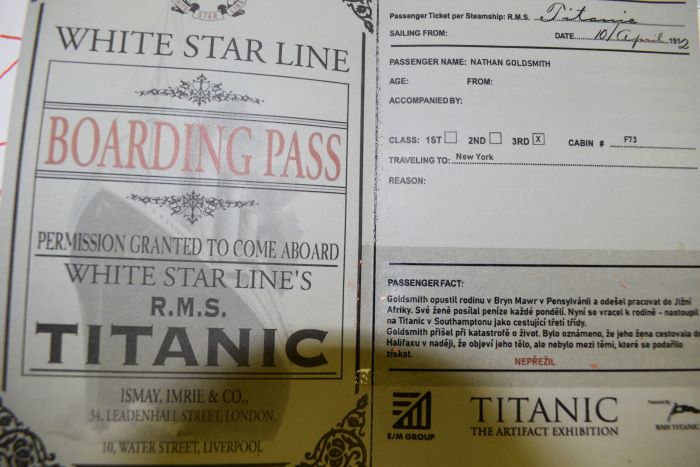 STAR
WHITE STAR LINE
BOARDING PASS
PERMISSION GRANTED TO COME ABOARD
WHITE STAR LINE'S
R.M.S.
TITANIC
ISMAY, IMRIE & CO.,
34, LEADENHALL STREET, LONDON,
AND
10, WATER STREET, LIVERPOOL
Passenger Ticket per Steamship: R.M.S. Titanic
SAILING FROM: DATE 10/April 1912
PASSENGER NAME: NATHAN GOLDSMITH
AGE: FROM:
ACCOMPANIED BY:
CLASS: 1ST 2ND 3RD X CABIN # F73
TRAVELING TO: New York
REASON:
PASSENGER FACT:
Goldsmith opustil rodinu v Bryn Mawr v Pensylvánii a odešel pracovat do Jižní
Afriky. Své ženě posílal peníze každé pondělí. Nyní se vracel k rodině - nastoupil
na Titanic v Southamptonu jako cestující třetí třídy.
Goldsmith přišel při katastrofě o život. Bylo oznámeno, že jeho žena cestovala do
Halifaxu v naději, že objeví jeho tělo, ale nebylo mezi těmi, které se podařilo
získat.
NEPŘEŽIL
E/M GROUP
TITANIC
THE ARTIFACT EXHIBITION
RMS TITANIC